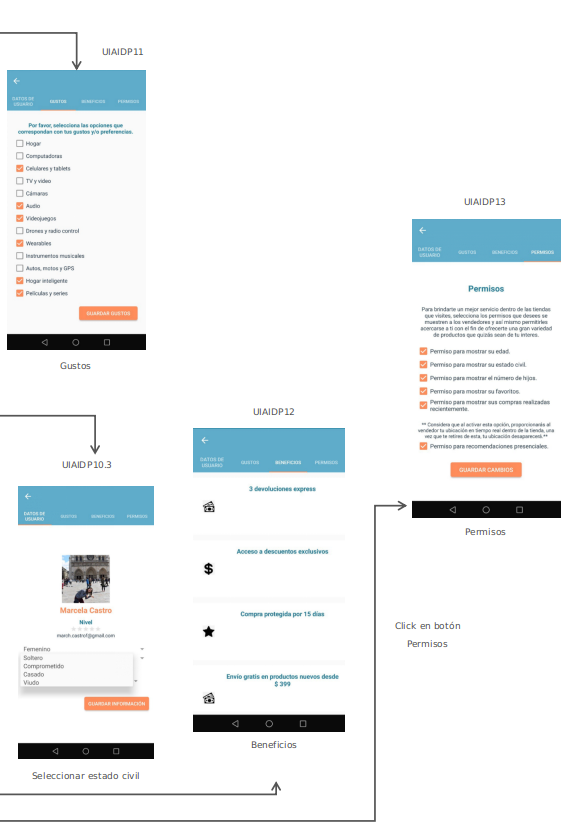 UIAIDP11
DATOS DE
USUARIO
GUSTOS
BENEFICIOS
PERMISOS
Por favor, selecciona las opciones que
correspondan con tus gustos y/o preferencias.
Hogar
Computadoras
Celulares y tablets
TV y video
Cámaras
Audio
Videojuegos
Drones y radio control
Wearables
Instrumentos musicales
Autos, motos y GPS
Hogar inteligente
Películas y series
GUARDAR GUSTOS
Gustos
UIAIDP13
DATOS DE
USUARIO
GUSTOS
BENEFICIOS
PERMISOS
Permisos
Para brindarte un mejor servicio dentro de las tiendas
que visites, selecciona los permisos que desees se
muestren a los vendedores y así mismo permitirles
acercarse a ti con el fin de ofrecerte una gran variedad
de productos que quizás sean de tu interes.
Permiso para mostrar su edad.
Permiso para mostrar su estado civil.
Permiso para mostrar el número de hijos.
Permiso para mostrar su favoritos.
Permiso para mostrar sus compras realizadas
recientemente.
** Considera que al activar esta opción, proporcionarás al
vendedor tu ubicación en tiempo real dentro de la tienda, una
vez que te retires de esta, tu ubicación desaparecerá.**
Permiso para recomendaciones presenciales.
GUARDAR CAMBIOS
Permisos
UIAIDP10.3
DATOS DE
USUARIO
GUSTOS
BENEFICIOS
PERMISOS
Marcela Castro
Nivel
march.castrof@gmail.com
Femenino
Soltero
Comprometido
Casado
Viudo
GUARDAR INFORMACIÓN
Seleccionar estado civil
UIAIDP12
DATOS DE
USUARIO
GUSTOS
BENEFICIOS
PERMISOS
3 devoluciones express
Acceso a descuentos exclusivos
$
Compra protegida por 15 días
Envío gratis en productos nuevos desde
$ 399
Beneficios
Click en botón
Permisos